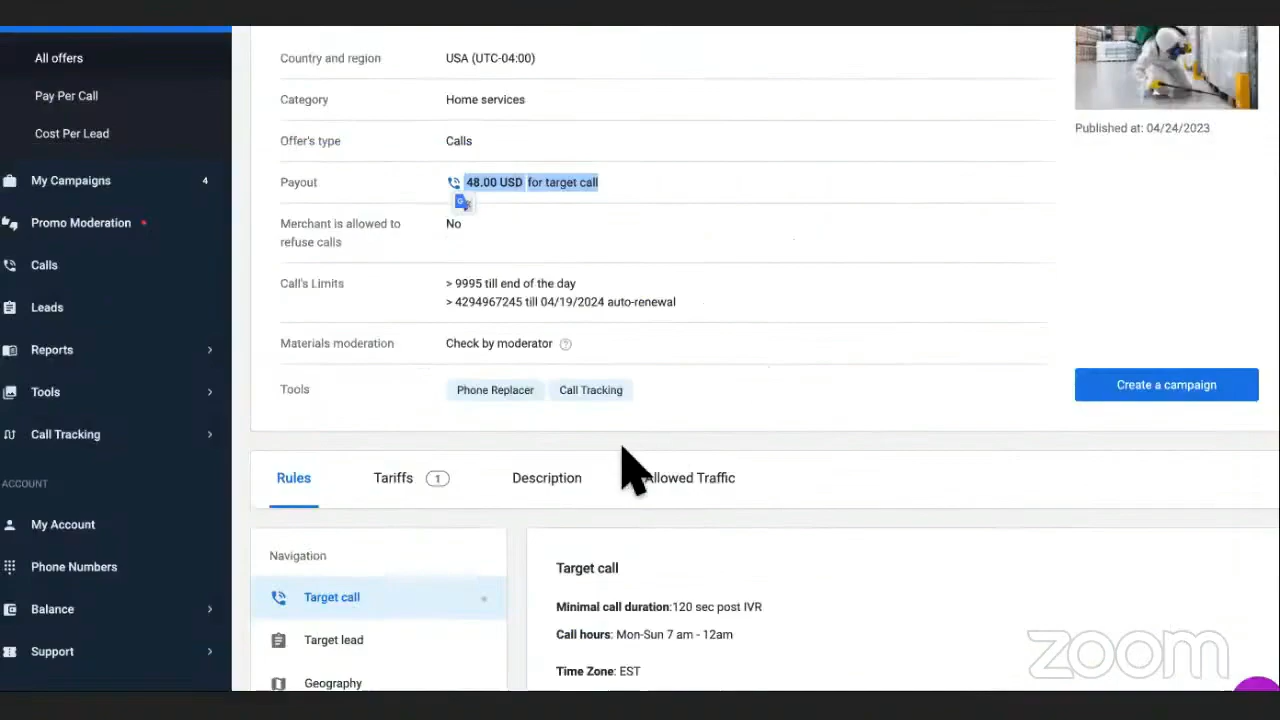 All offers
Pay Per Call
Cost Per Lead
My Campaigns 4
Promo Moderation
Calls
Leads
Reports
Tools
Call Tracking
ACCOUNT
My Account
Phone Numbers
Balance
Support
Country and region USA (UTC-04:00)
Category Home services
Offer's type Calls
Payout 48.00 USD for target call
Merchant is allowed to refuse calls No
Call's Limits > 9995 till end of the day
> 4294967245 till 04/19/2024 auto-renewal
Materials moderation Check by moderator ?
Tools Phone Replacer Call Tracking
Published at: 04/24/2023
Create a campaign
Rules Tariffs 1 Description Allowed Traffic
Navigation
Target call
Target lead
Geography
Target call
Minimal call duration:120 sec post IVR
Call hours: Mon-Sun 7 am - 12am
Time Zone: EST
zoom